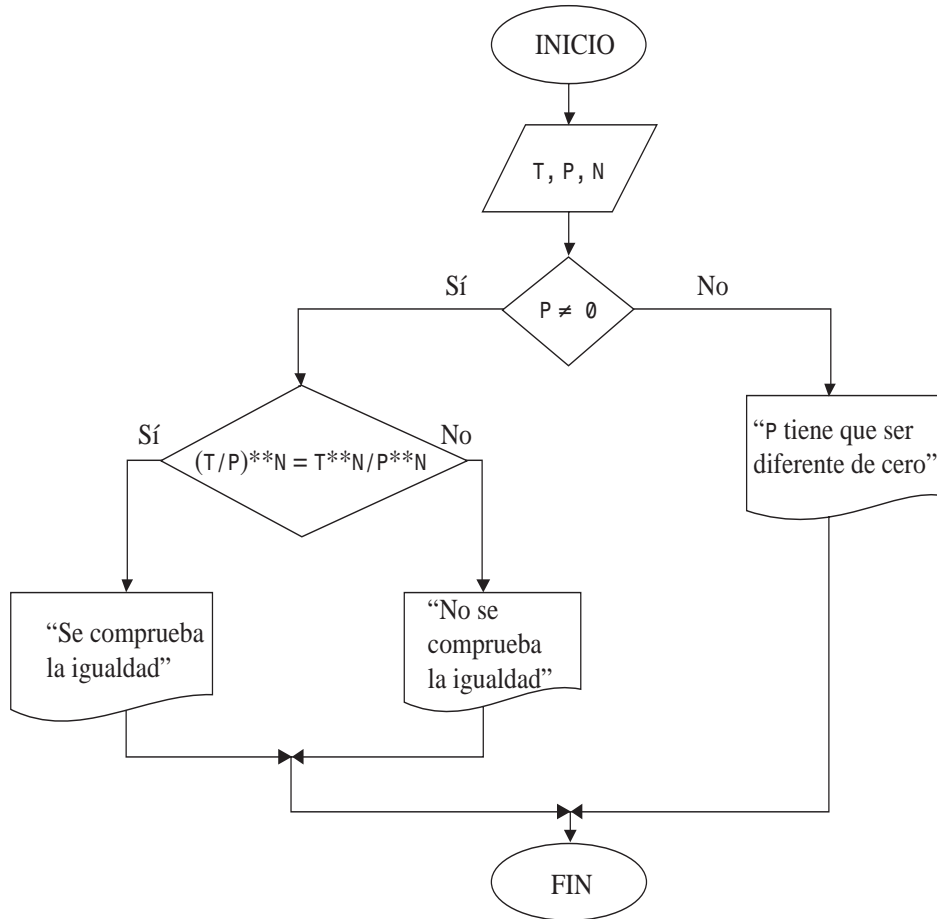 INICIO
T, P, N
Sí
No
P ≠ 0
Sí
No
(T/P)**N = T**N/P**N
“P tiene que ser
diferente de cero”
“Se comprueba
la igualdad”
“No se
comprueba
la igualdad”
FIN